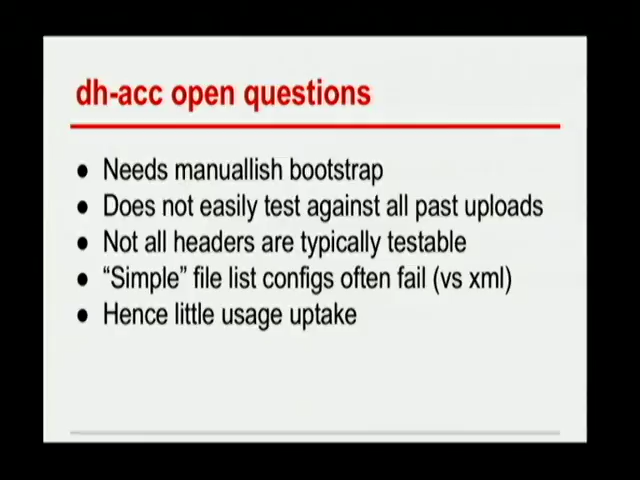 dh-acc open questions
● Needs manuallish bootstrap
● Does not easily test against all past uploads
● Not all headers are typically testable
● “Simple” file list configs often fail (vs xml)
● Hence little usage uptake